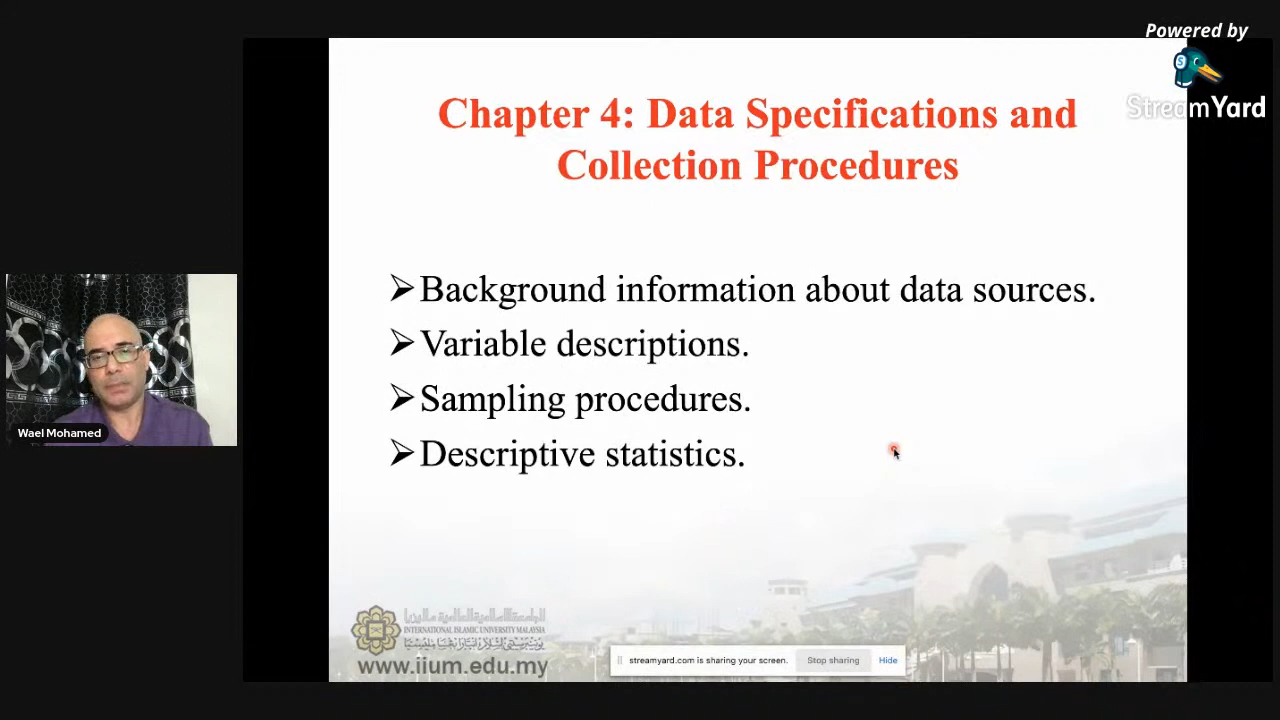 Powered by
StreamYard
Chapter 4: Data Specifications and
Collection Procedures
➢Background information about data sources.
➢Variable descriptions.
➢Sampling procedures.
➢Descriptive statistics.
Wael Mohamed
INTERNATIONAL ISLAMIC UNIVERSITY MALAYSIA
www.iium.edu.my
streamyard.com is sharing your screen.
Stop sharing
Hide